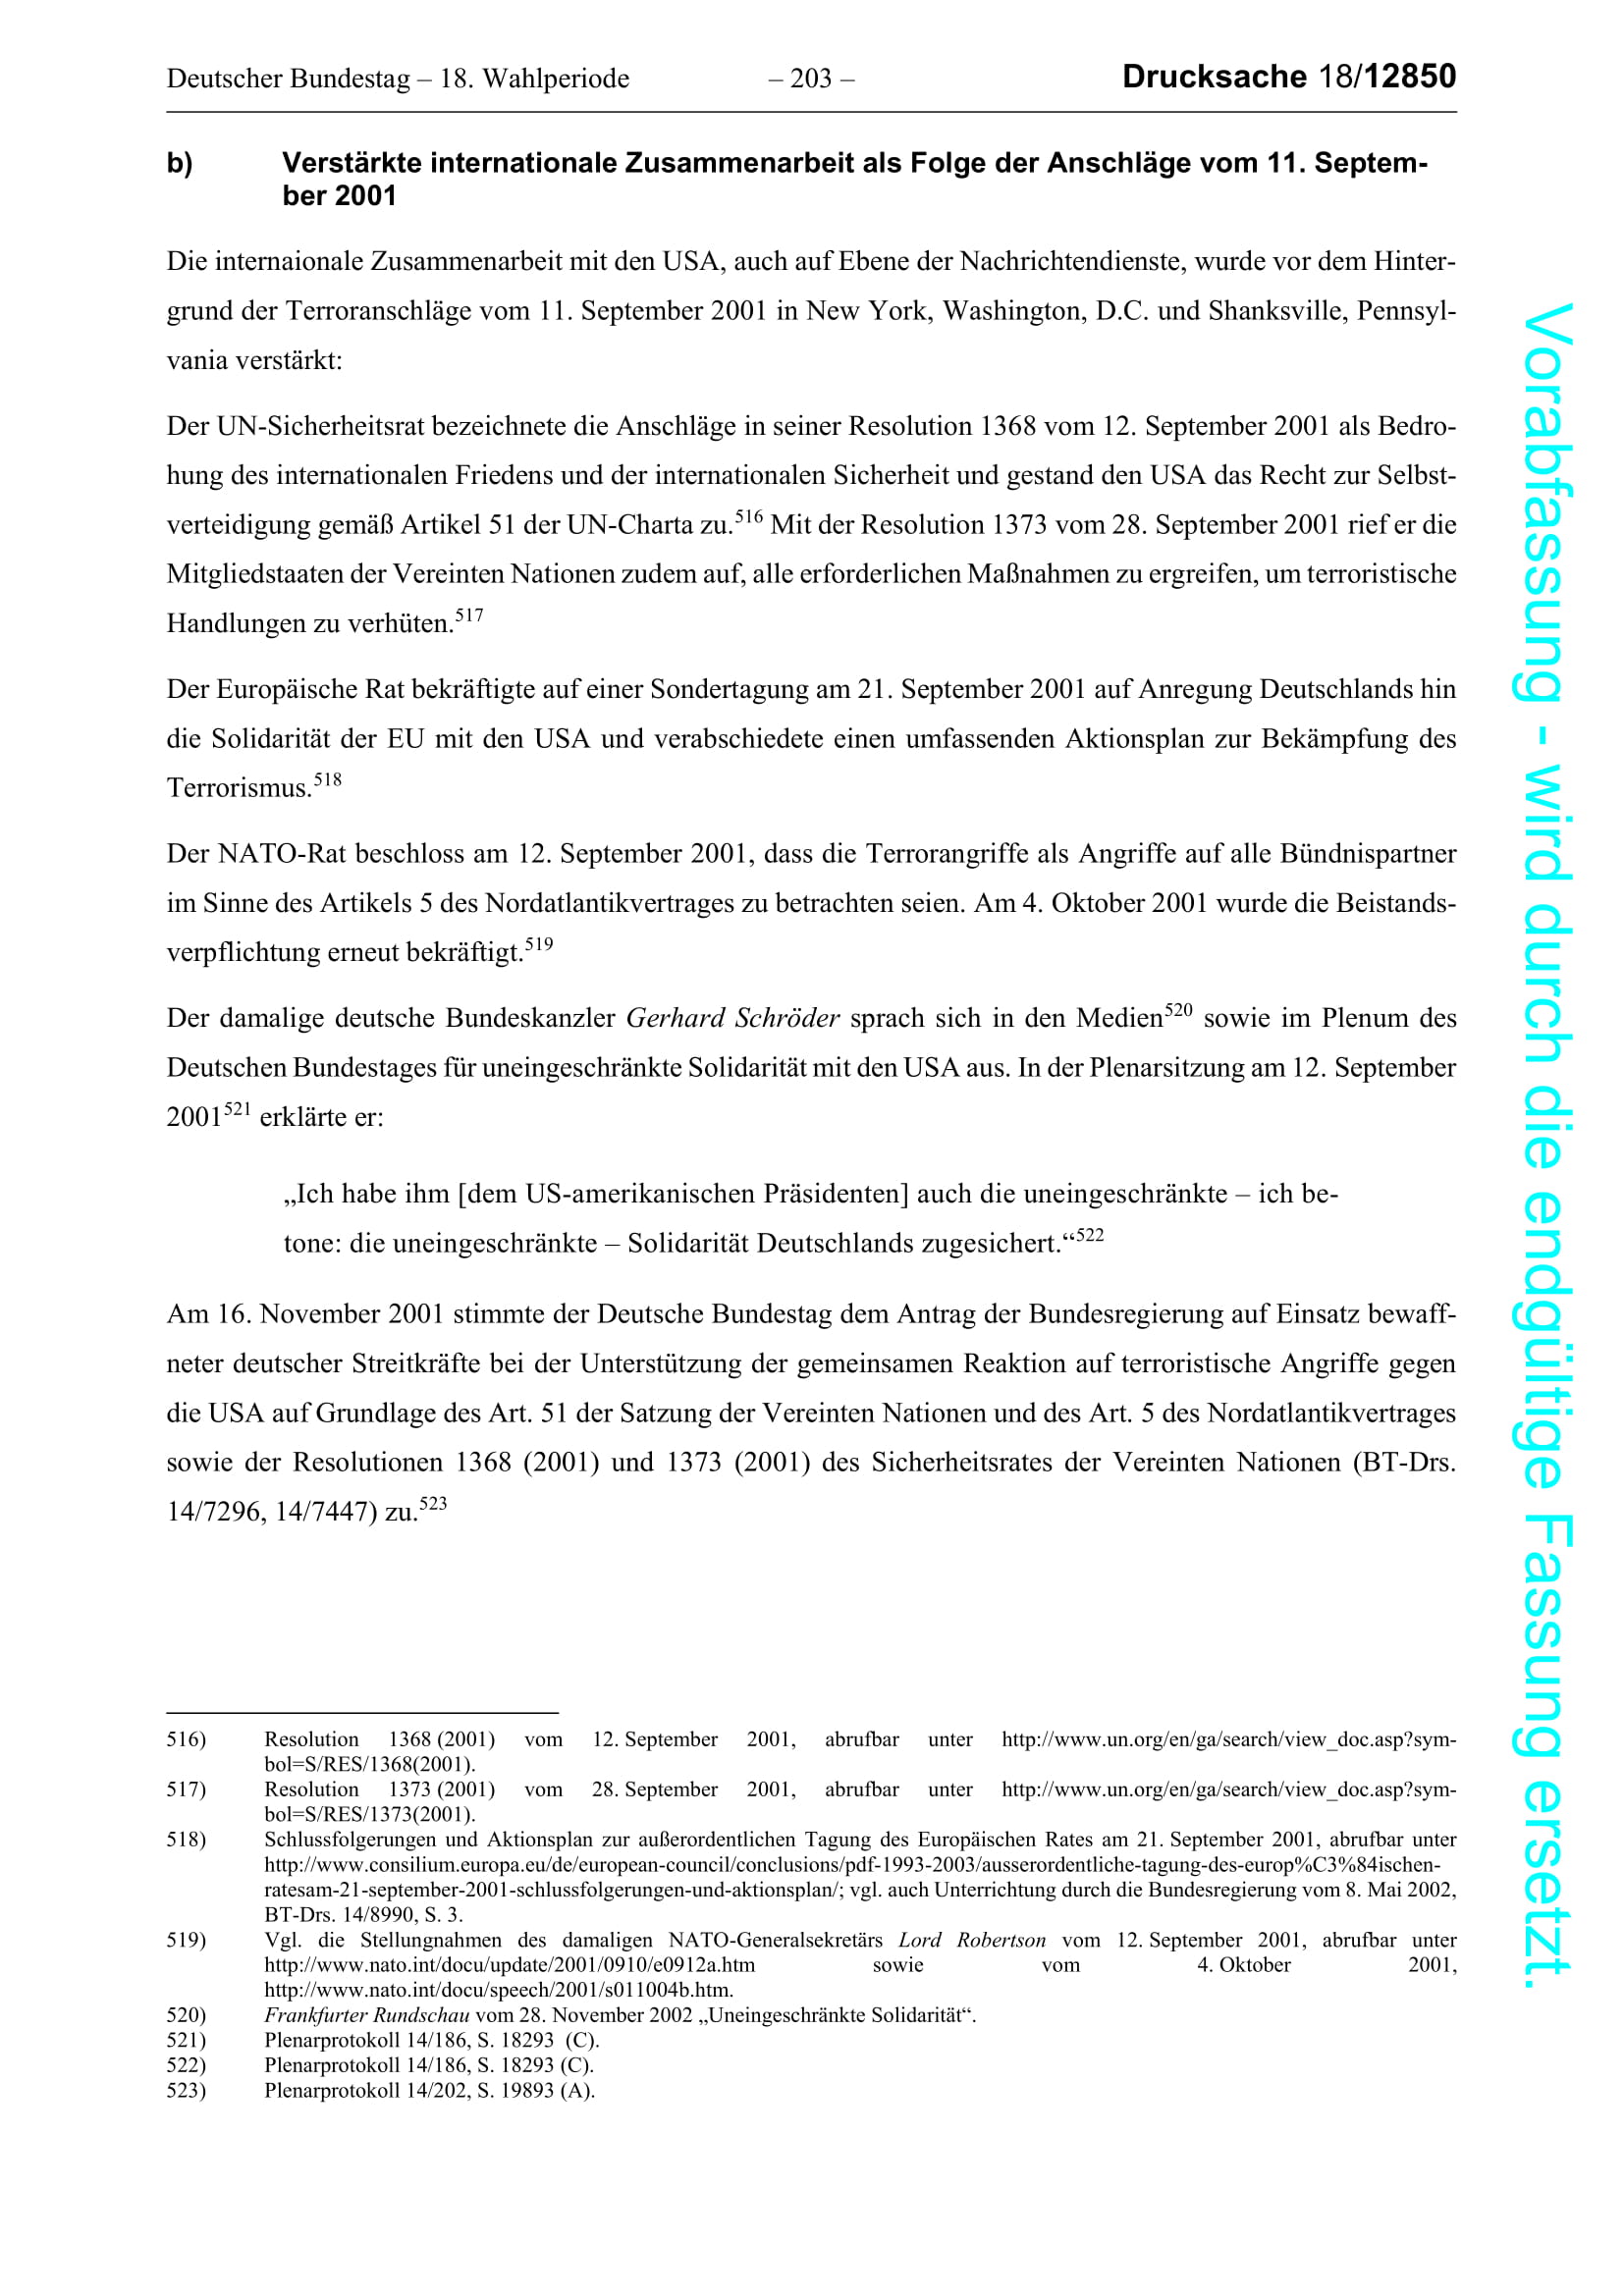 Deutscher Bundestag – 18. Wahlperiode – 203 – Drucksache 18/12850
b) Verstärkte internationale Zusammenarbeit als Folge der Anschläge vom 11. Septem-
ber 2001
Die internaionale Zusammenarbeit mit den USA, auch auf Ebene der Nachrichtendienste, wurde vor dem Hinter-
grund der Terroranschläge vom 11. September 2001 in New York, Washington, D.C. und Shanksville, Pennsyl-
vania verstärkt:
Der UN-Sicherheitsrat bezeichnete die Anschläge in seiner Resolution 1368 vom 12. September 2001 als Bedro-
hung des internationalen Friedens und der internationalen Sicherheit und gestand den USA das Recht zur Selbst-
verteidigung gemäß Artikel 51 der UN-Charta zu.516 Mit der Resolution 1373 vom 28. September 2001 rief er die
Mitgliedstaaten der Vereinten Nationen zudem auf, alle erforderlichen Maßnahmen zu ergreifen, um terroristische
Handlungen zu verhüten.517
Der Europäische Rat bekräftigte auf einer Sondertagung am 21. September 2001 auf Anregung Deutschlands hin
die Solidarität der EU mit den USA und verabschiedete einen umfassenden Aktionsplan zur Bekämpfung des
Terrorismus.518
Der NATO-Rat beschloss am 12. September 2001, dass die Terrorangriffe als Angriffe auf alle Bündnispartner
im Sinne des Artikels 5 des Nordatlantikvertrages zu betrachten seien. Am 4. Oktober 2001 wurde die Beistands-
verpflichtung erneut bekräftigt.519
Der damalige deutsche Bundeskanzler Gerhard Schröder sprach sich in den Medien520 sowie im Plenum des
Deutschen Bundestages für uneingeschränkte Solidarität mit den USA aus. In der Plenarsitzung am 12. September
2001521 erklärte er:
„Ich habe ihm [dem US-amerikanischen Präsidenten] auch die uneingeschränkte – ich be-
tone: die uneingeschränkte – Solidarität Deutschlands zugesichert.“522
Am 16. November 2001 stimmte der Deutsche Bundestag dem Antrag der Bundesregierung auf Einsatz bewaff-
neter deutscher Streitkräfte bei der Unterstützung der gemeinsamen Reaktion auf terroristische Angriffe gegen
die USA auf Grundlage des Art. 51 der Satzung der Vereinten Nationen und des Art. 5 des Nordatlantikvertrages
sowie der Resolutionen 1368 (2001) und 1373 (2001) des Sicherheitsrates der Vereinten Nationen (BT-Drs.
14/7296, 14/7447) zu.523
516) Resolution 1368 (2001) vom 12. September 2001, abrufbar unter http://www.un.org/en/ga/search/view_doc.asp?sym-
bol=S/RES/1368(2001).
517) Resolution 1373 (2001) vom 28. September 2001, abrufbar unter http://www.un.org/en/ga/search/view_doc.asp?sym-
bol=S/RES/1373(2001).
518) Schlussfolgerungen und Aktionsplan zur außerordentlichen Tagung des Europäischen Rates am 21. September 2001, abrufbar unter
http://www.consilium.europa.eu/de/european-council/conclusions/pdf-1993-2003/ausserordentliche-tagung-des-europ%C3%84ischen-
ratesam-21-september-2001-schlussfolgerungen-und-aktionsplan/; vgl. auch Unterrichtung durch die Bundesregierung vom 8. Mai 2002,
BT-Drs. 14/8990, S. 3.
519) Vgl. die Stellungnahmen des damaligen NATO-Generalsekretärs Lord Robertson vom 12. September 2001, abrufbar unter
http://www.nato.int/docu/update/2001/0910/e0912a.htm sowie vom 4. Oktober 2001,
http://www.nato.int/docu/speech/2001/s011004b.htm.
520) Frankfurter Rundschau vom 28. November 2002 „Uneingeschränkte Solidarität“.
521) Plenarprotokoll 14/186, S. 18293 (C).
522) Plenarprotokoll 14/186, S. 18293 (C).
523) Plenarprotokoll 14/202, S. 19893 (A).
Vorabfassung - wird durch die endgültige Fassung ersetzt.